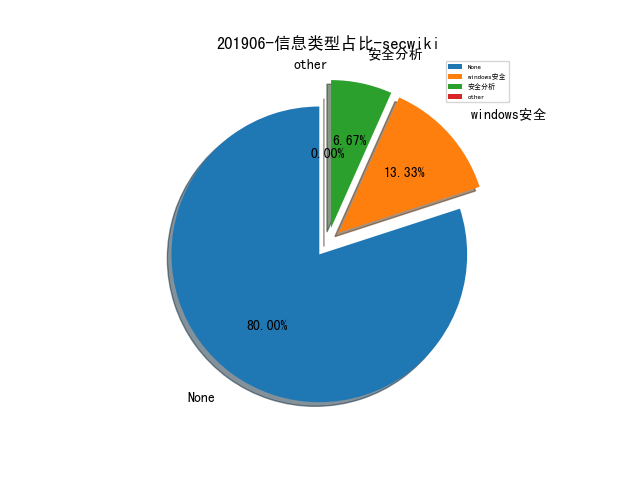 201906-信息类型占比-secwiki
安全分析
other
None
windows安全
安全分析
other
windows安全
6.67%
0.00%
13.33%
80.00%
None